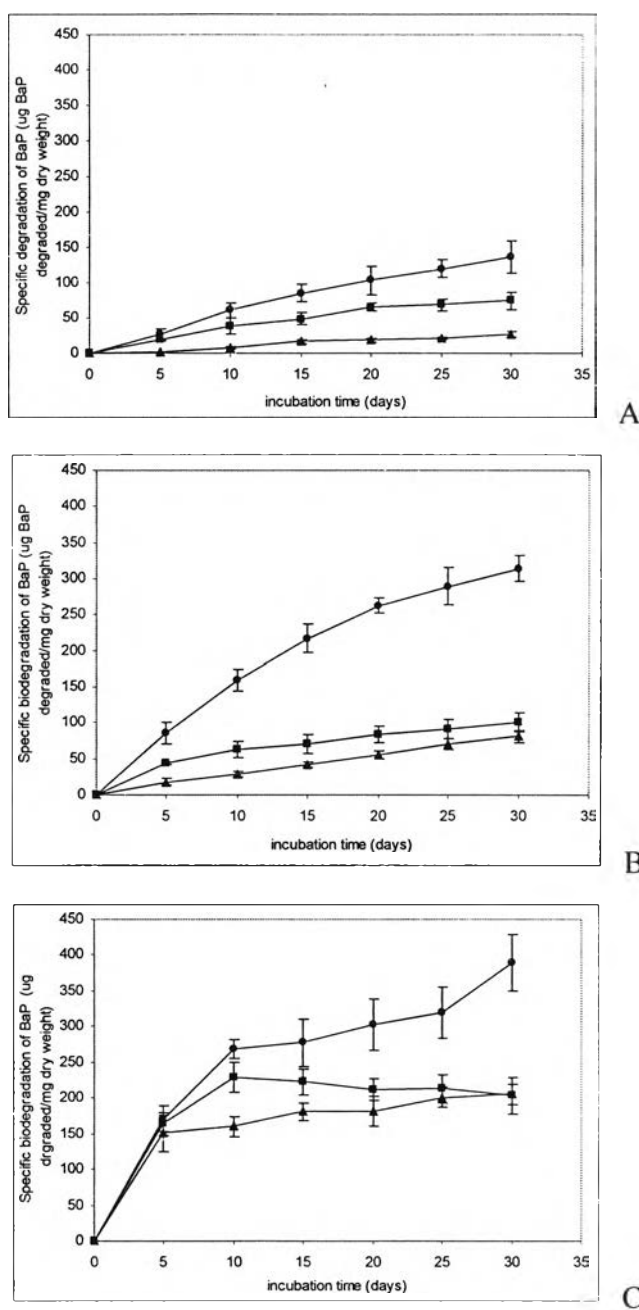 450
400
350
300
250
200
150
100
50
0
Specific degradation of BaP (ug BaP
degraded/mg dry weight)
0 5 10 15 20 25 30 35
incubation time (days)
A
450
400
350
300
250
200
150
100
50
0
Specific biodegradation of BaP (ug BaP
degraded/mg dry weight)
0 5 10 15 20 25 30 35
incubation time (days)
B
450
400
350
300
250
200
150
100
50
0
Specific biodegradation of BaP (ug
drgraded/mg dry weight)
0 5 10 15 20 25 30 35
incubation time (days)
C